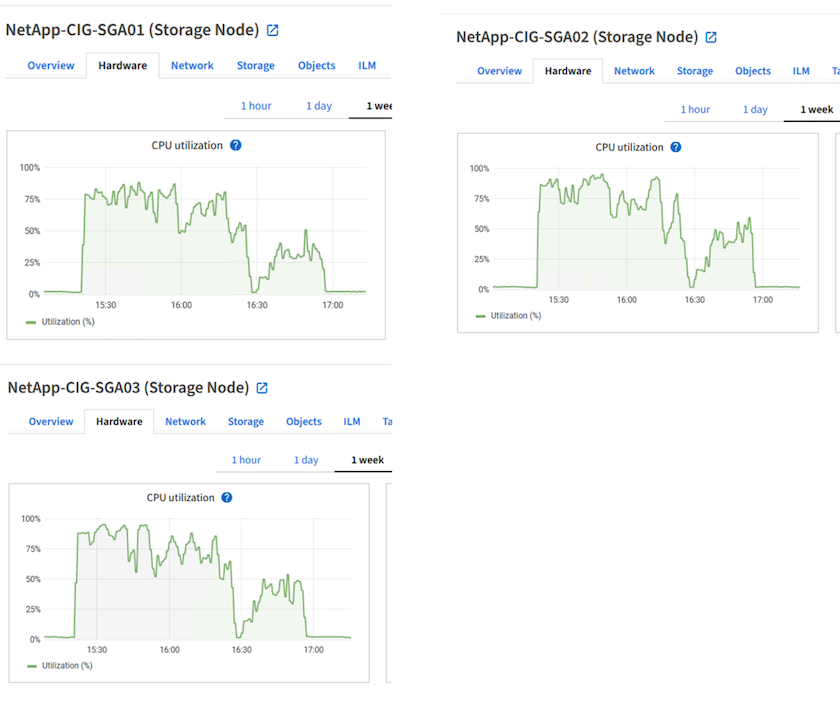 NetApp-CIG-SGA01 (Storage Node)
Overview Hardware Network Storage Objects ILM
1 hour 1 day 1 wee
CPU utilization ?
100%
75%
50%
25%
0%
15:30 16:00 16:30 17:00
Utilization (%)
NetApp-CIG-SGA02 (Storage Node)
Overview Hardware Network Storage Objects ILM Ta
1 hour 1 day 1 week
CPU utilization ?
100%
75%
50%
25%
0%
15:30 16:00 16:30 17:00
Utilization (%)
NetApp-CIG-SGA03 (Storage Node)
Overview Hardware Network Storage Objects ILM Ta
1 hour 1 day 1 week
CPU utilization ?
100%
75%
50%
25%
0%
15:30 16:00 16:30 17:00
Utilization (%)